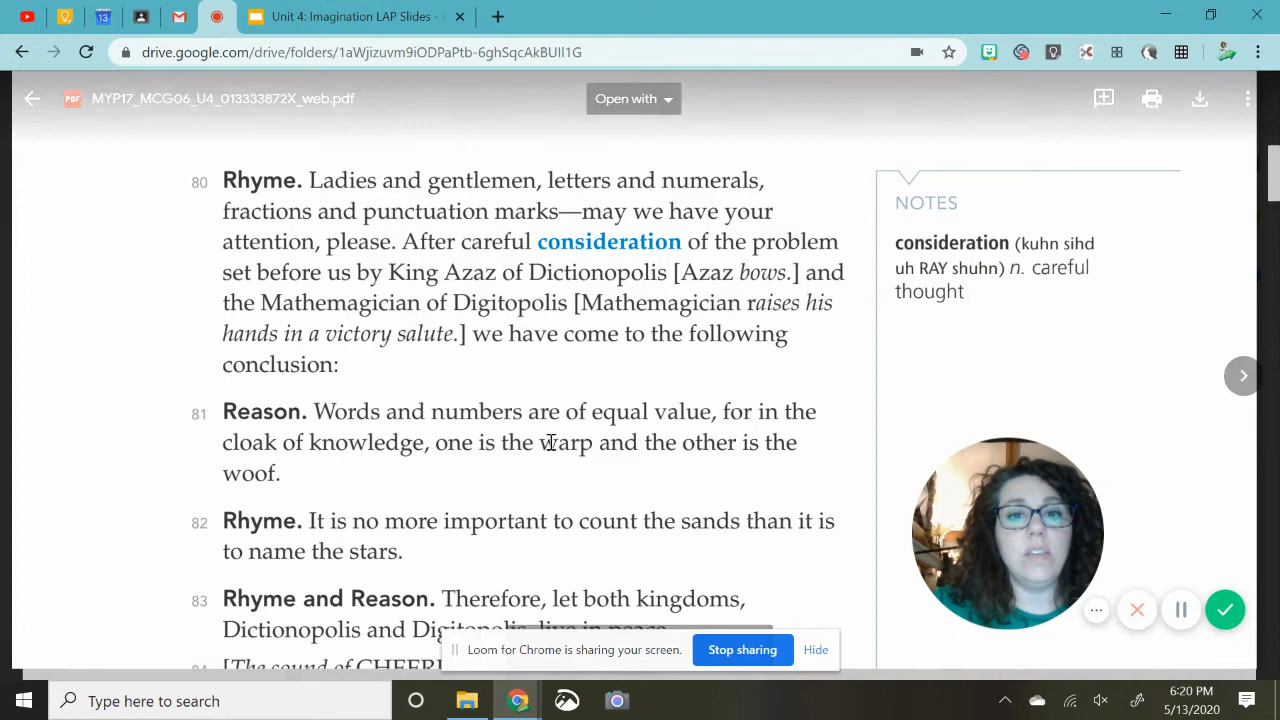 Unit 4: Imagination LAP Slides -
drive.google.com/drive/folders/1aWjizuvm9iODPaPtb-6ghSqcAkBUIl1G
MYP17_MCG06_U4_013333872X_web.pdf
Open with
80 Rhyme. Ladies and gentlemen, letters and numerals,
fractions and punctuation marks—may we have your
attention, please. After careful consideration of the problem
set before us by King Azaz of Dictionopolis [Azaz bows.] and
the Mathemagician of Digitopolis [Mathemagician raises his
hands in a victory salute.] we have come to the following
conclusion:
81 Reason. Words and numbers are of equal value, for in the
cloak of knowledge, one is the warp and the other is the
woof.
82 Rhyme. It is no more important to count the sands than it is
to name the stars.
83 Rhyme and Reason. Therefore, let both kingdoms,
Dictionopolis and Digitopolis, live in peace.
[The sound of
NOTES
consideration (kuhn sihd
uh RAY shuhn) n. careful
thought
Loom for Chrome is sharing your screen.
Stop sharing
Hide
Type here to search
6:20 PM
5/13/2020